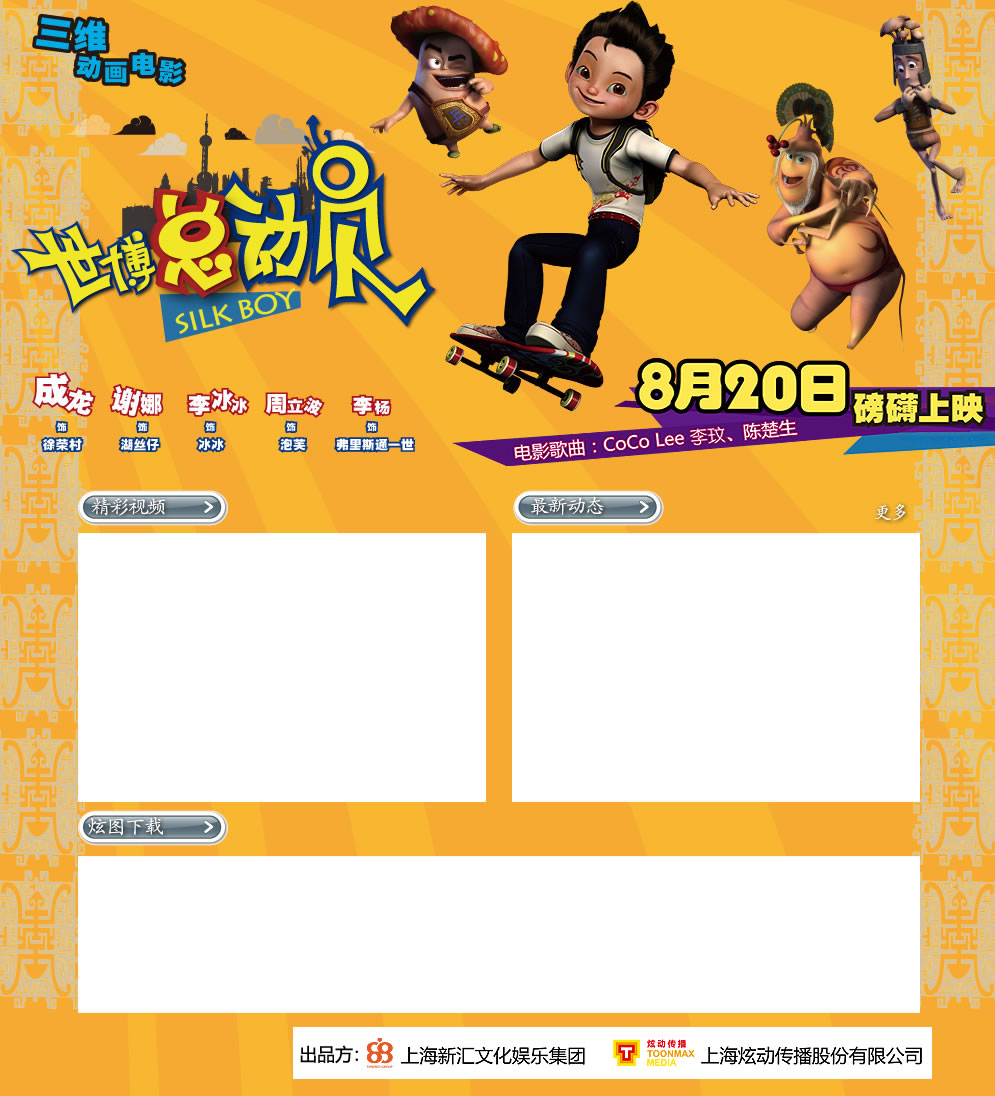 三维
动画电影
世博总动员
SILK BOY
成龙 谢娜 李冰冰 周立波 李杨
饰 饰 饰 饰 饰
徐荣村 湖丝仔 冰冰 泡芙 弗里斯逼一世
8月20日 磅礴上映
电影歌曲：CoCo Lee 李玟、陈楚生
精彩视频
最新动态
更多
炫图下载
出品方: 上海新汇文化娱乐集团
炫动传播
TOONMAX
MEDIA
上海炫动传播股份有限公司